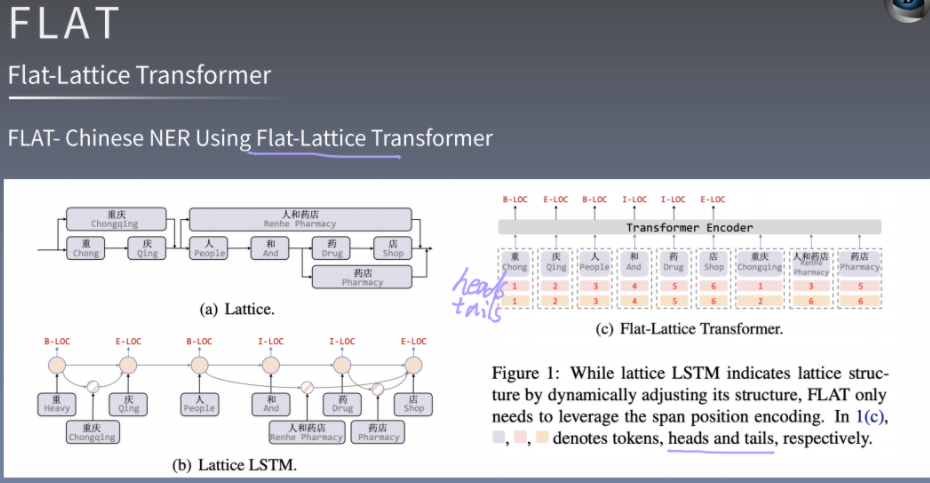 FLAT
Flat-Lattice Transformer
FLAT- Chinese NER Using Flat-Lattice Transformer
重庆
Chongqing
人和药店
Renhe Pharmacy
重
Chong
庆
Qing
人
People
和
And
药
Drug
店
Shop
药店
Pharmacy
(a) Lattice.
B-LOC E-LOC B-LOC I-LOC I-LOC E-LOC
重
Heavy
庆
Qing
人
People
和
And
药
Drug
店
Shop
重庆
Chongqing
人和药店
Renhe Pharmacy
药店
Pharmacy
(b) Lattice LSTM.
B-LOC E-LOC B-LOC I-LOC I-LOC E-LOC
Transformer Encoder
重 庆 人 和 药 店 重庆 人和药店 药店
Chong Qing People And Drug Shop Chongqing Renhe Pharmacy Pharmacy
heads
1 2 3 4 5 6 1 3 5
tails
1 2 3 4 5 6 2 6 6
(c) Flat-Lattice Transformer.
Figure 1: While lattice LSTM indicates lattice struc-
ture by dynamically adjusting its structure, FLAT only
needs to leverage the span position encoding. In 1(c),
, , denotes tokens, heads and tails, respectively.